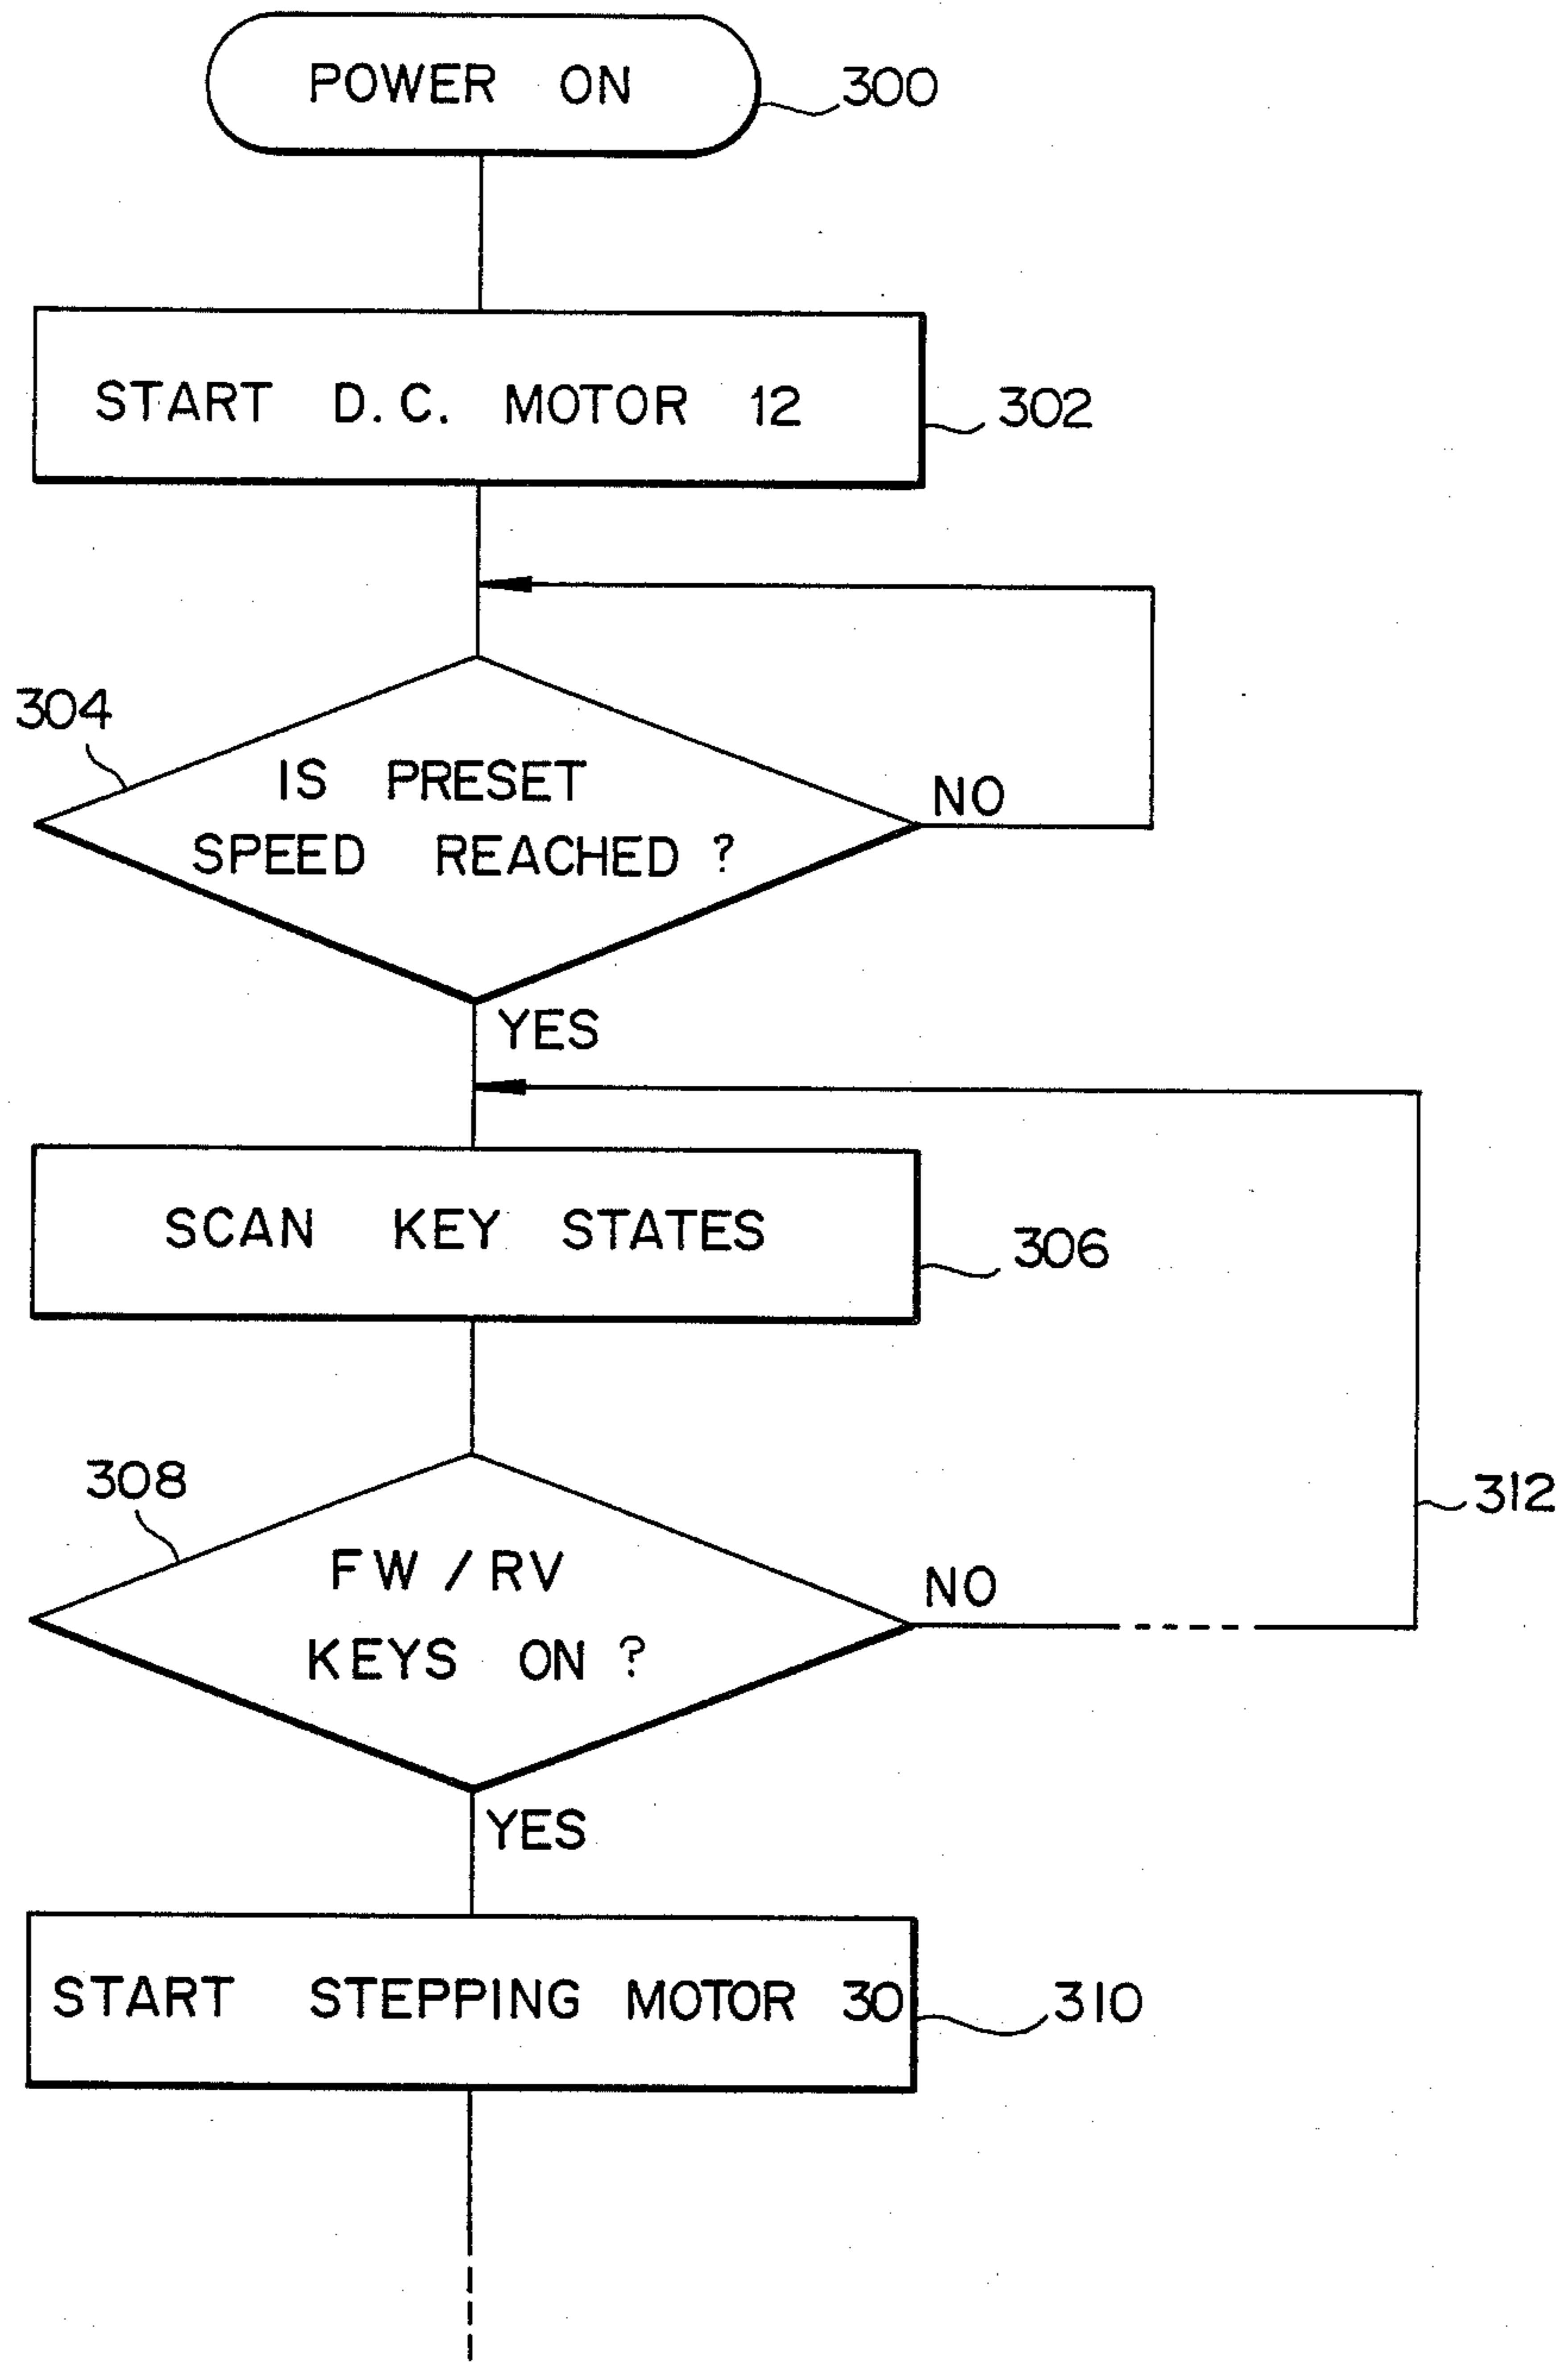 POWER ON
300
START D.C. MOTOR 12
302
304
IS PRESET
SPEED REACHED ?
NO
YES
SCAN KEY STATES
306
308
FW / RV
KEYS ON ?
NO
312
YES
START STEPPING MOTOR 30
310